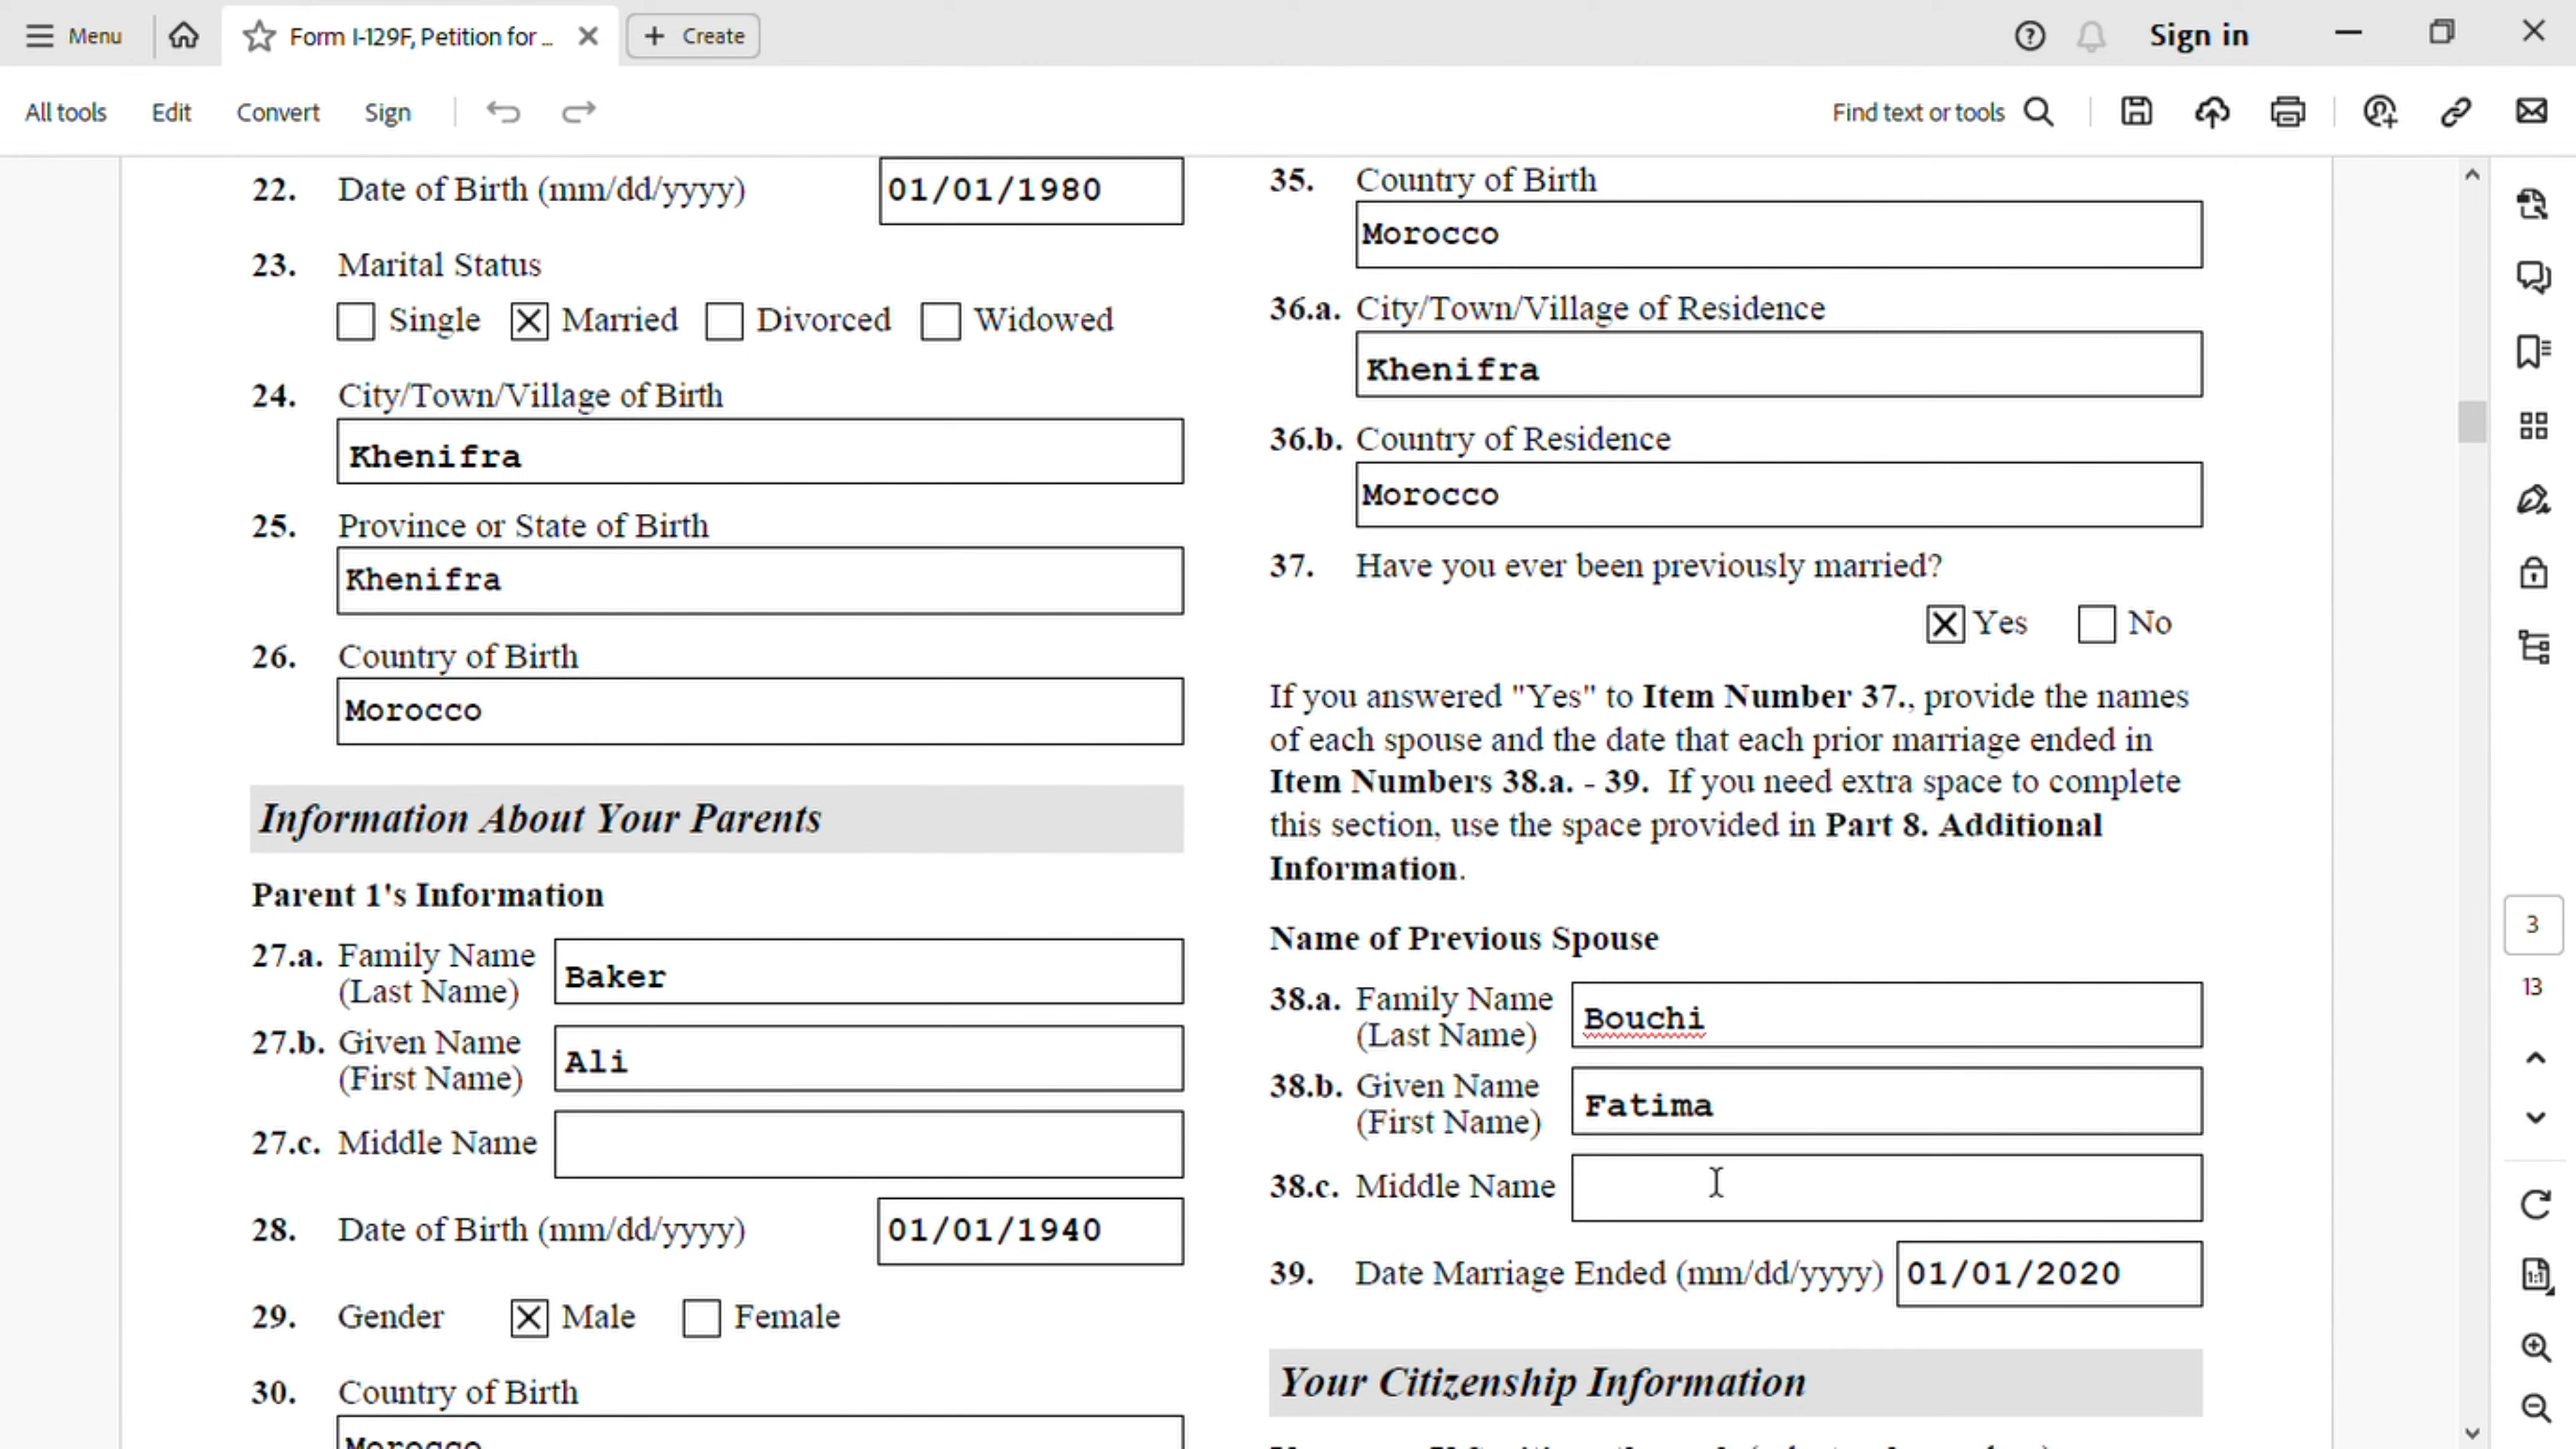 Menu
Form I-129F, Petition for ...
Create
Sign in
All tools
Edit
Convert
Sign
Find text or tools
22. Date of Birth (mm/dd/yyyy) 01/01/1980
23. Marital Status
Single Married Divorced Widowed
24. City/Town/Village of Birth
Khenifra
25. Province or State of Birth
Khenifra
26. Country of Birth
Morocco
Information About Your Parents
Parent 1's Information
27.a. Family Name
(Last Name)
Baker
27.b. Given Name
(First Name)
Ali
27.c. Middle Name
28. Date of Birth (mm/dd/yyyy) 01/01/1940
29. Gender Male Female
30. Country of Birth
Morocco
35. Country of Birth
Morocco
36.a. City/Town/Village of Residence
Khenifra
36.b. Country of Residence
Morocco
37. Have you ever been previously married?
Yes No
If you answered "Yes" to Item Number 37., provide the names
of each spouse and the date that each prior marriage ended in
Item Numbers 38.a. - 39. If you need extra space to complete
this section, use the space provided in Part 8. Additional
Information.
Name of Previous Spouse
38.a. Family Name
(Last Name)
Bouchi
38.b. Given Name
(First Name)
Fatima
38.c. Middle Name
39. Date Marriage Ended (mm/dd/yyyy) 01/01/2020
Your Citizenship Information
3
13